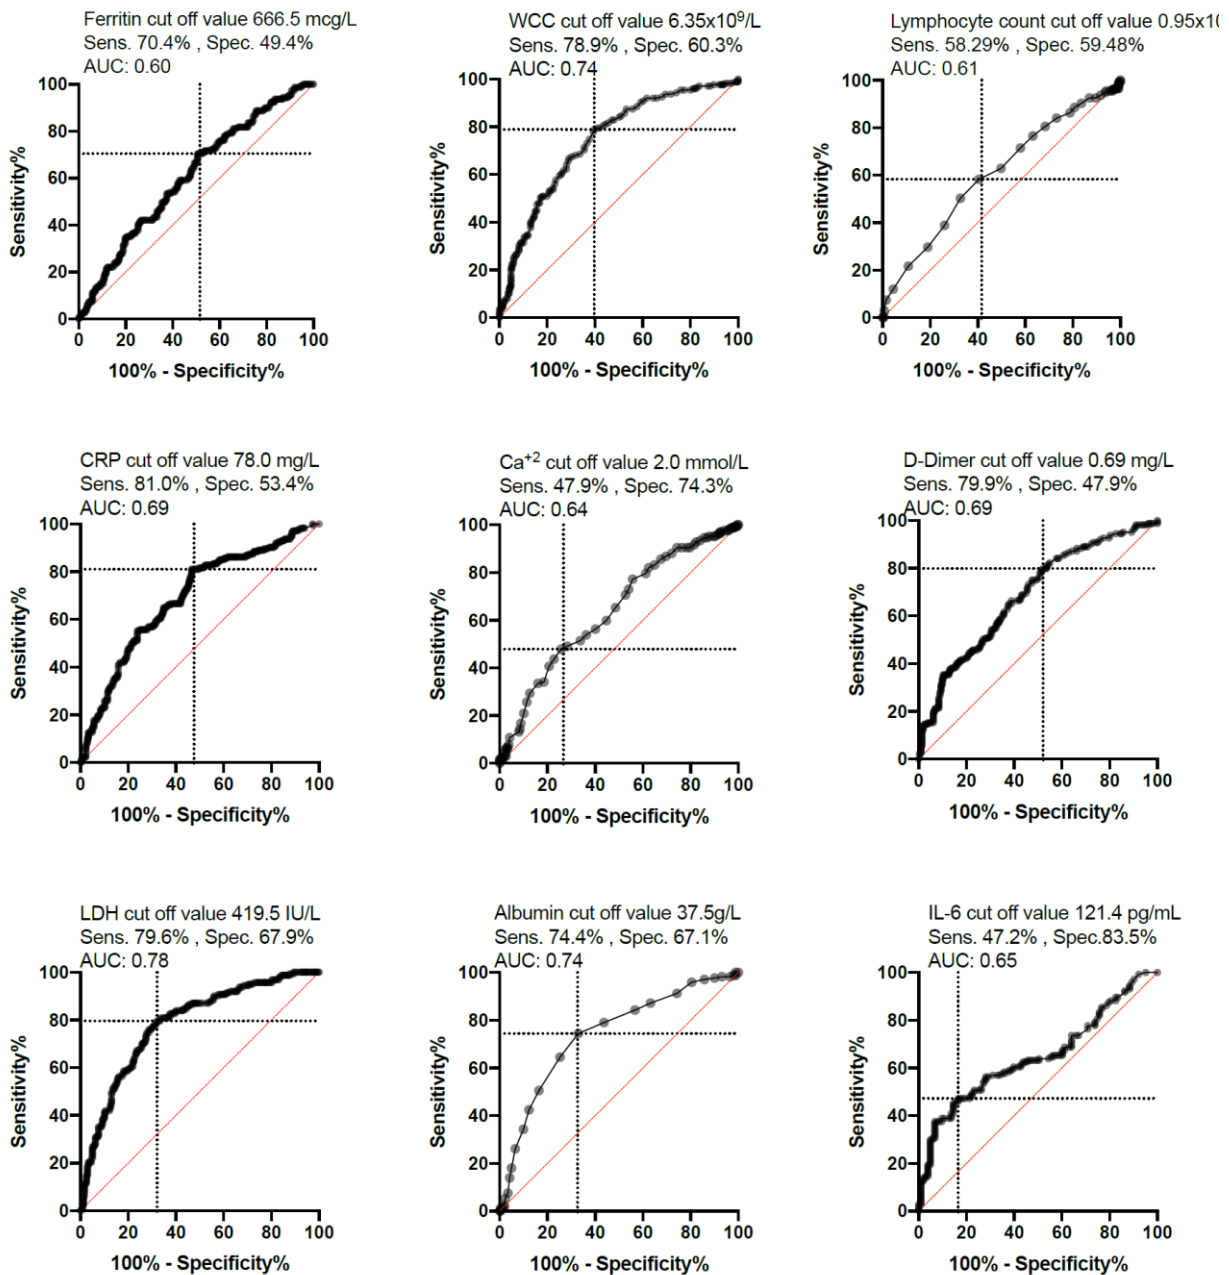 Ferritin cut off value 666.5 mcg/L
Sens. 70.4% , Spec. 49.4%
AUC: 0.60
100
80
60
40
20
0
Sensitivity%
0 20 40 60 80 100
100% - Specificity%
WCC cut off value 6.35x10⁹/L
Sens. 78.9% , Spec. 60.3%
AUC: 0.74
100
80
60
40
20
0
Sensitivity%
0 20 40 60 80 100
100% - Specificity%
Lymphocyte count cut off value 0.95x10
Sens. 58.29% , Spec. 59.48%
AUC: 0.61
100
80
60
40
20
0
Sensitivity%
0 20 40 60 80 100
100% - Specificity%
CRP cut off value 78.0 mg/L
Sens. 81.0% , Spec. 53.4%
AUC: 0.69
100
80
60
40
20
0
Sensitivity%
0 20 40 60 80 100
100% - Specificity%
Ca⁺² cut off value 2.0 mmol/L
Sens. 47.9% , Spec. 74.3%
AUC: 0.64
100
80
60
40
20
0
Sensitivity%
0 20 40 60 80 100
100% - Specificity%
D-Dimer cut off value 0.69 mg/L
Sens. 79.9% , Spec. 47.9%
AUC: 0.69
100
80
60
40
20
0
Sensitivity%
0 20 40 60 80 100
100% - Specificity%
LDH cut off value 419.5 IU/L
Sens. 79.6% , Spec. 67.9%
AUC: 0.78
100
80
60
40
20
0
Sensitivity%
0 20 40 60 80 100
100% - Specificity%
Albumin cut off value 37.5g/L
Sens. 74.4% , Spec. 67.1%
AUC: 0.74
100
80
60
40
20
0
Sensitivity%
0 20 40 60 80 100
100% - Specificity%
IL-6 cut off value 121.4 pg/mL
Sens. 47.2% , Spec.83.5%
AUC: 0.65
100
80
60
40
20
0
Sensitivity%
0 20 40 60 80 100
100% - Specificity%